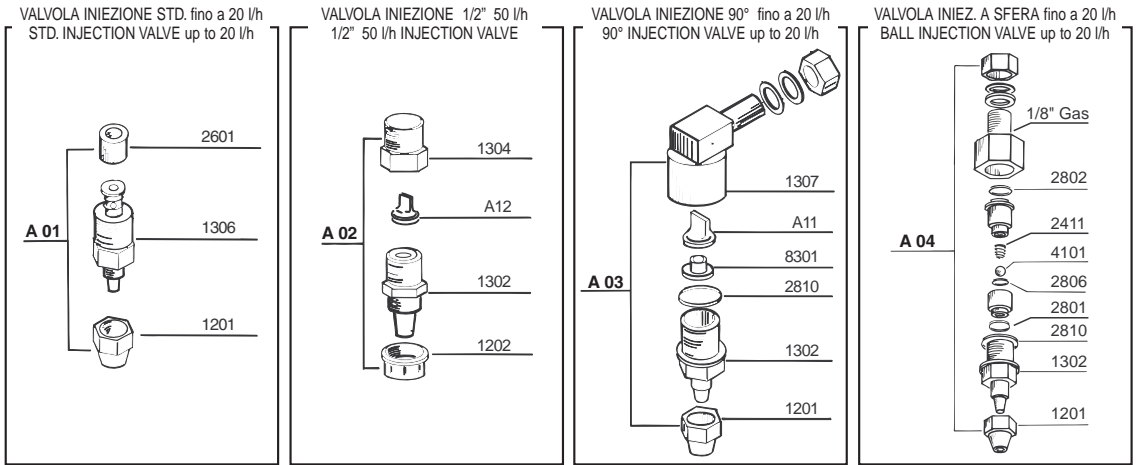 VALVOLA INIEZIONE STD. fino a 20 l/h
STD. INJECTION VALVE up to 20 l/h
2601
A 01
1306
1201
VALVOLA INIEZIONE 1/2” 50 l/h
1/2” 50 l/h INJECTION VALVE
1304
A12
A 02
1302
1202
VALVOLA INIEZIONE 90° fino a 20 l/h
90° INJECTION VALVE up to 20 l/h
1307
A11
8301
A 03
2810
1302
1201
VALVOLA INIEZ. A SFERA fino a 20 l/h
BALL INJECTION VALVE up to 20 l/h
1/8" Gas
2802
2411
A 04
4101
2806
2801
2810
1302
1201